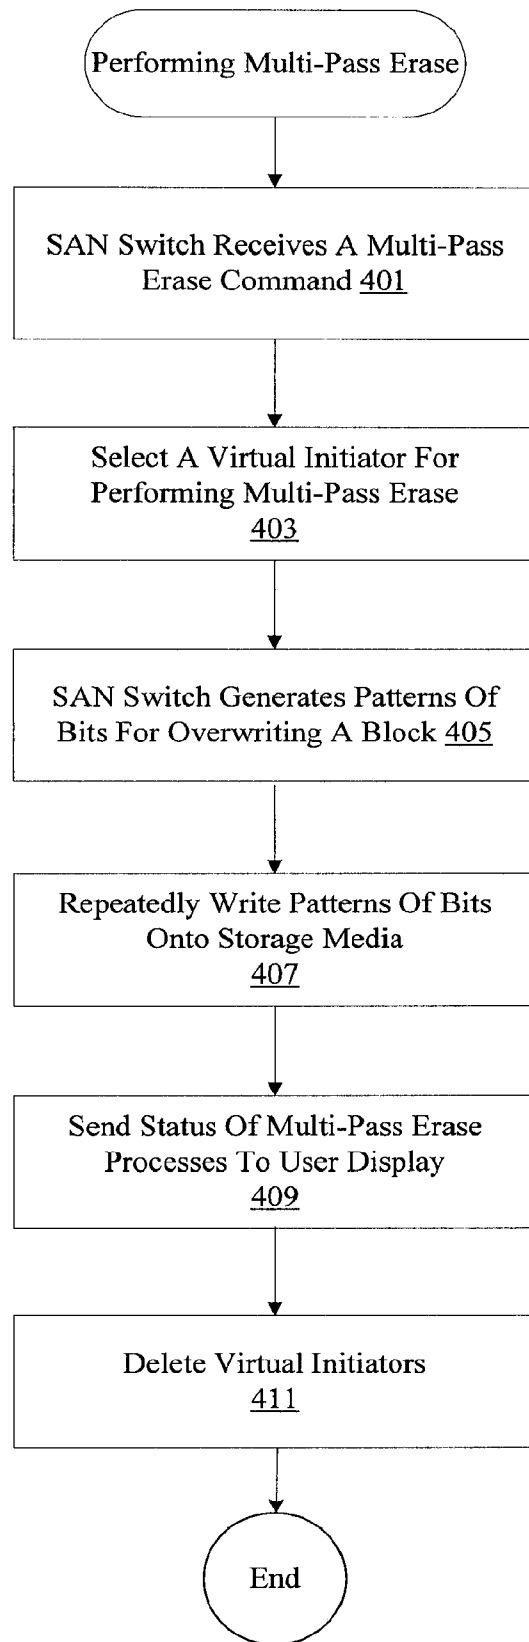 Performing Multi-Pass Erase
SAN Switch Receives A Multi-Pass
Erase Command 401
Select A Virtual Initiator For
Performing Multi-Pass Erase
403
SAN Switch Generates Patterns Of
Bits For Overwriting A Block 405
Repeatedly Write Patterns Of Bits
Onto Storage Media
407
Send Status Of Multi-Pass Erase
Processes To User Display
409
Delete Virtual Initiators
411
End